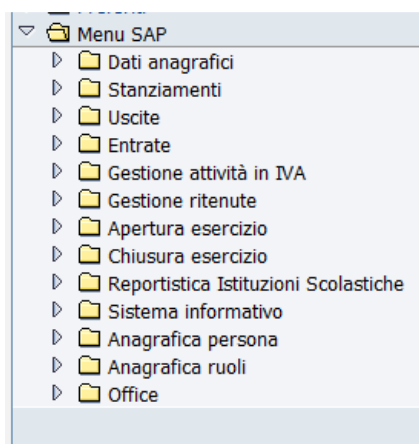 Menu SAP
Dati anagrafici
Stanziamenti
Uscite
Entrate
Gestione attività in IVA
Gestione ritenute
Apertura esercizio
Chiusura esercizio
Reportistica Istituzioni Scolastiche
Sistema informativo
Anagrafica persona
Anagrafica ruoli
Office